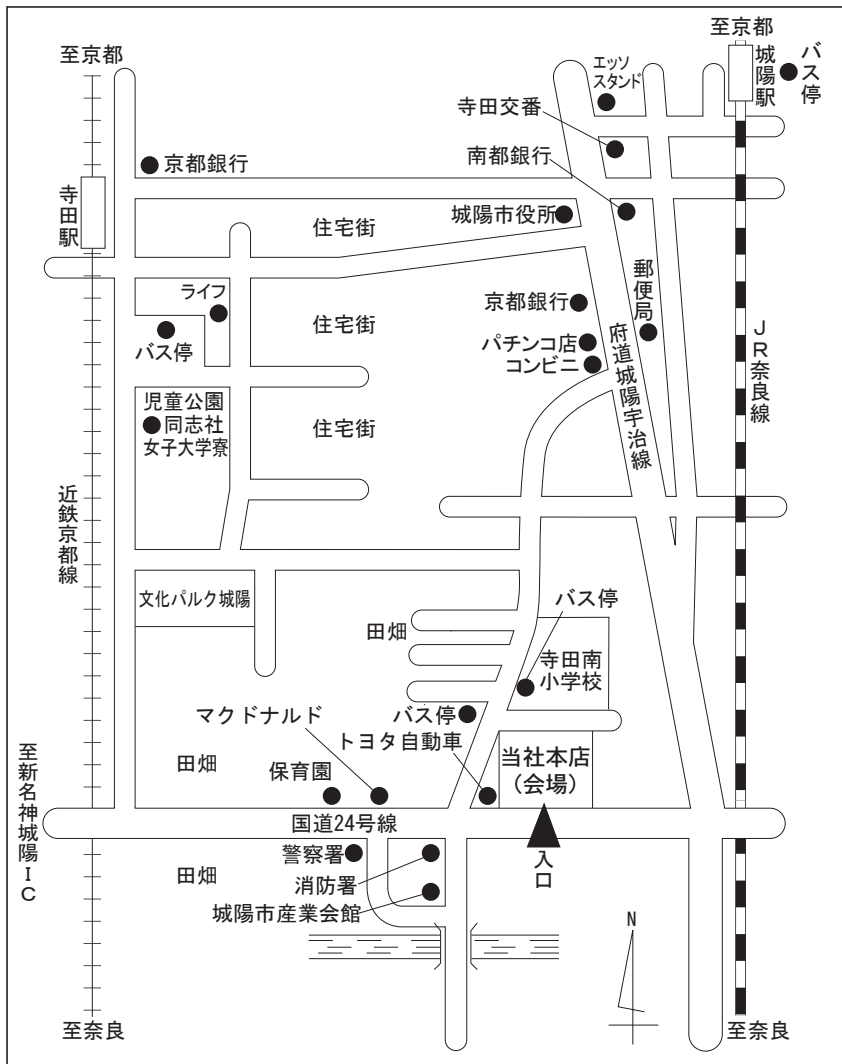 至京都
至京都
城陽駅
バス停
エッソ
スタンド
寺田交番
京都銀行
南都銀行
寺田駅
住宅街
城陽市役所
ライフ
バス停
住宅街
京都銀行
郵便局
パチンコ店
コンビニ
府道城陽宇治線
JR奈良線
児童公園
同志社
女子大学寮
住宅街
近鉄京都線
文化パルク城陽
田畑
バス停
寺田南
小学校
マクドナルド
バス停
トヨタ自動車
至新名神城陽IC
田畑
保育園
当社本店
(会場)
国道24号線
警察署
入口
田畑
消防署
城陽市産業会館
N
至奈良
至奈良